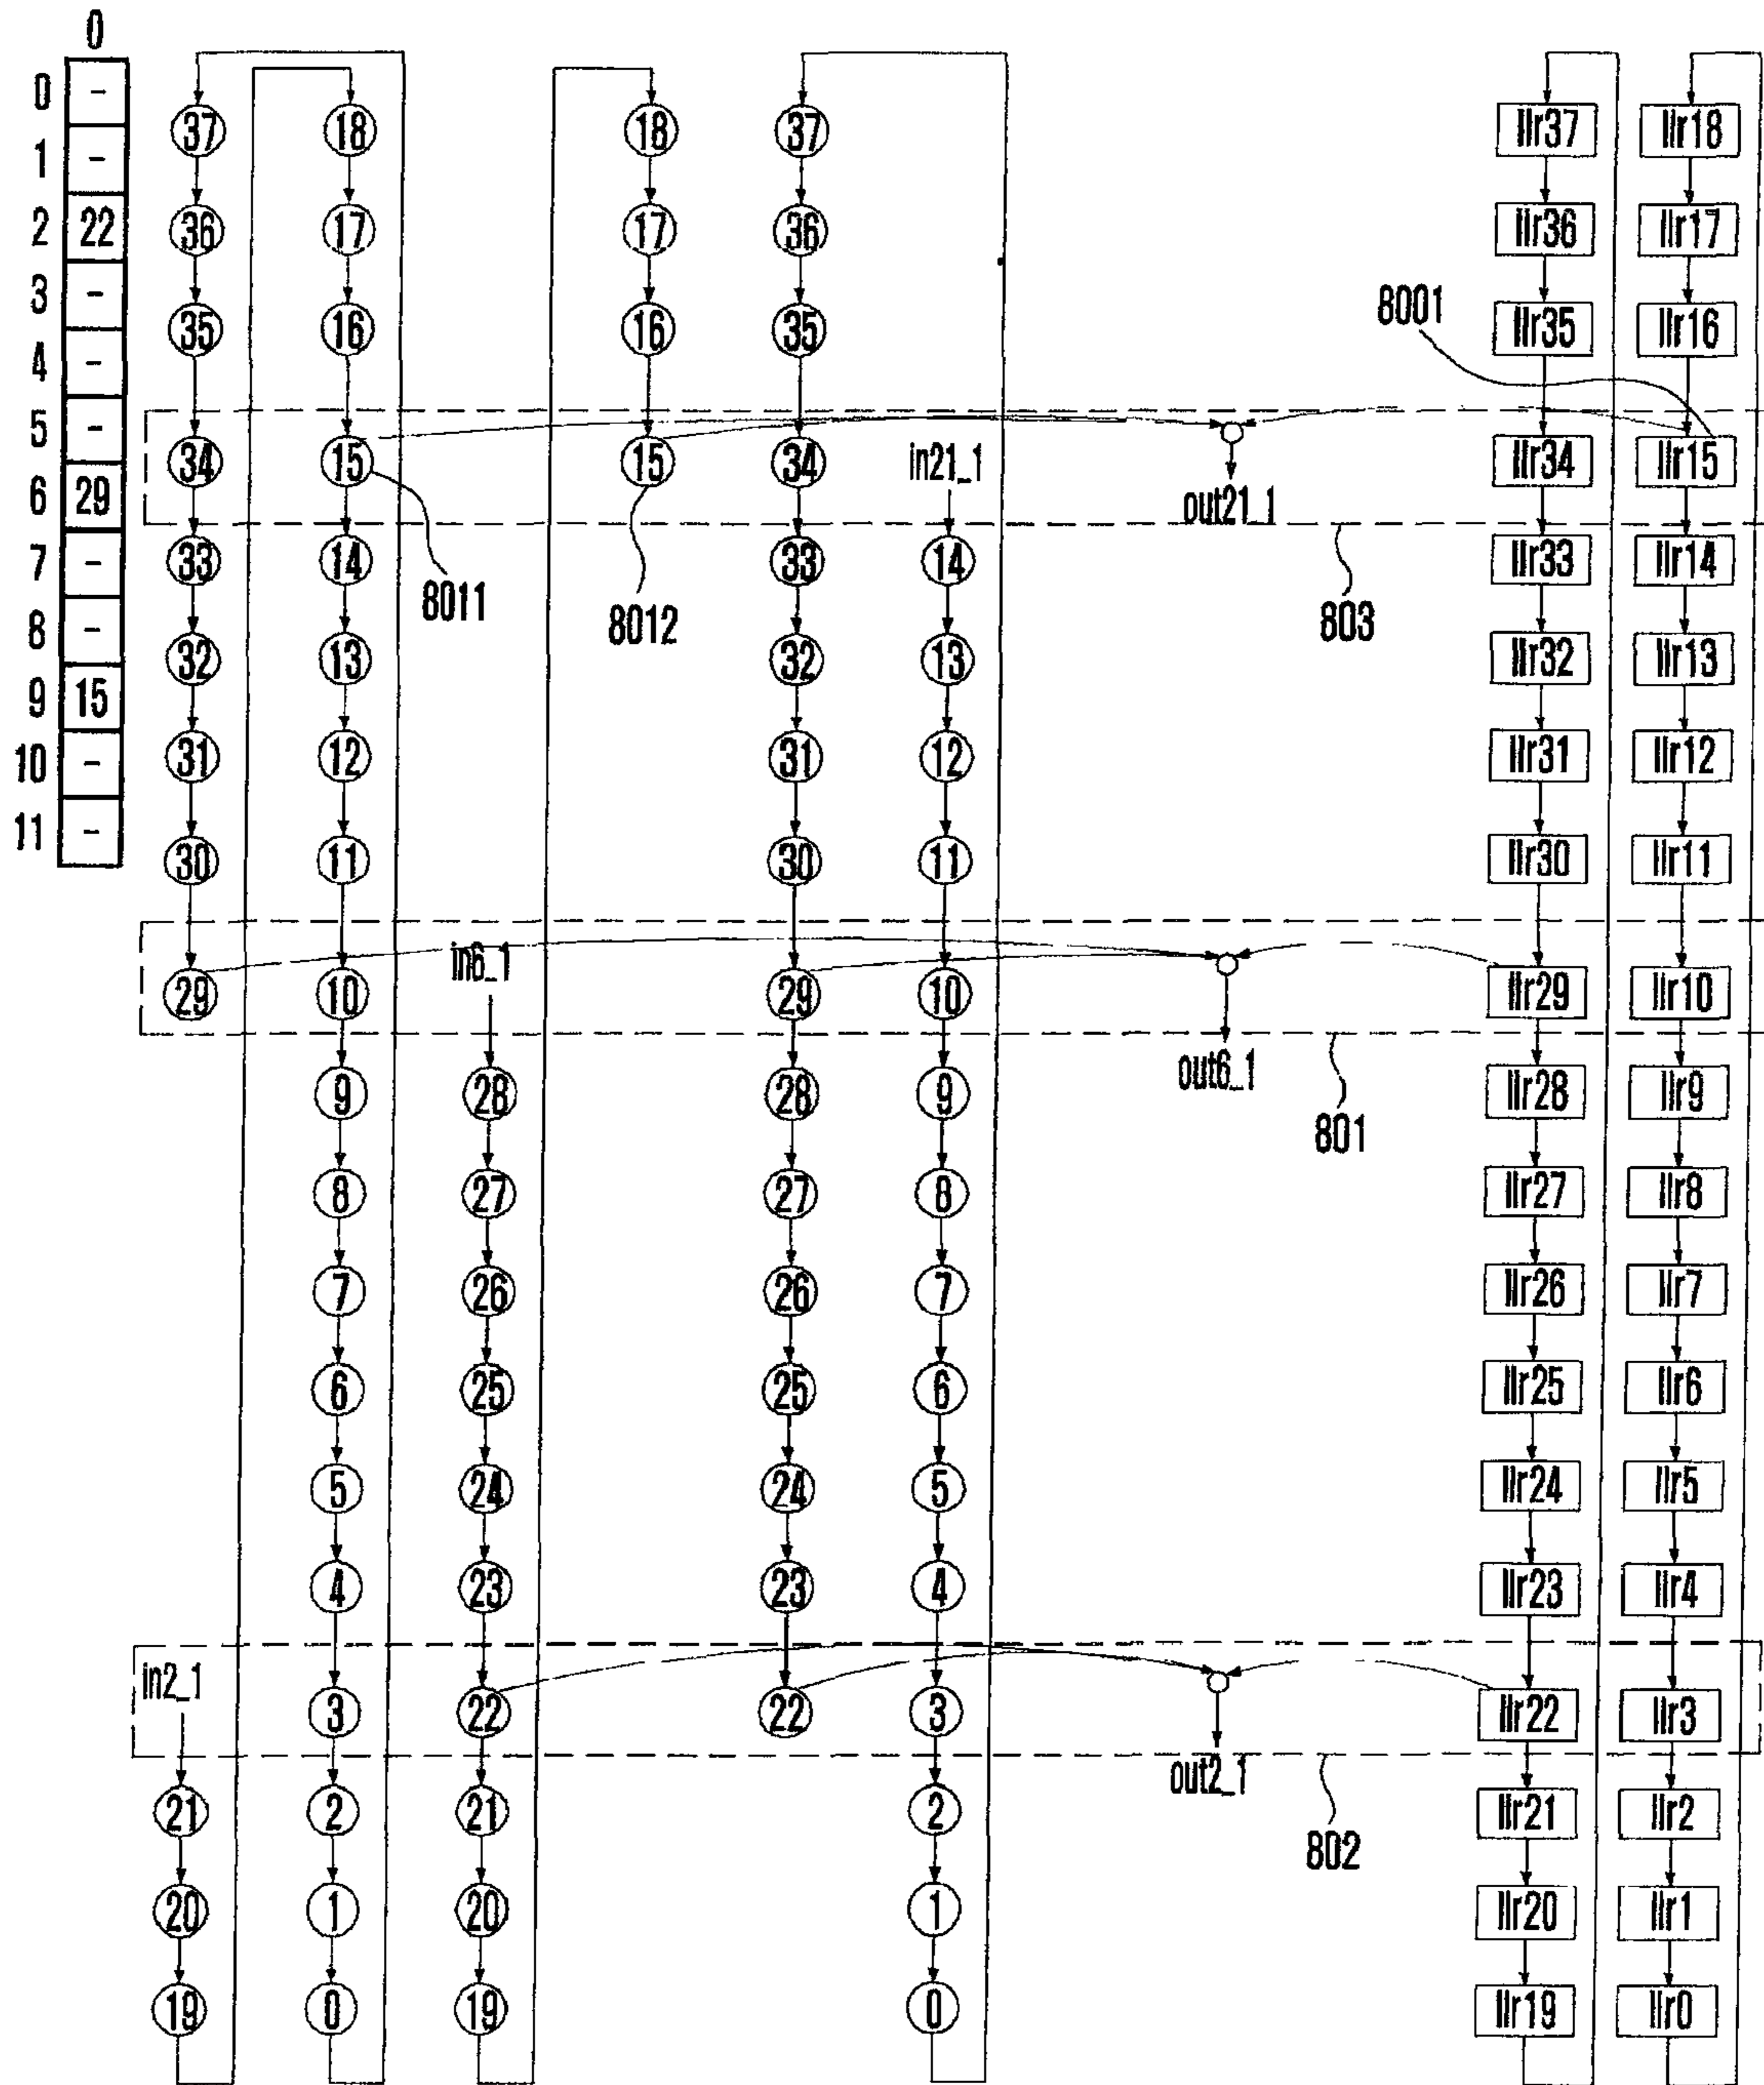 0
0 -
1 -
2 22
3 -
4 -
5 -
6 29
7 -
8 -
9 15
10 -
11 -
37 18 18 37 llr37 llr18
36 17 17 36 llr36 llr17
35 16 16 35 llr35 llr16
8001
34 15 15 34 in21_1 out21_1 llr34 llr15
33 14 33 14 llr33 llr14
8011 8012 803
32 13 32 13 llr32 llr13
31 12 31 12 llr31 llr12
30 11 30 11 llr30 llr11
29 10 in6_1 29 10 llr29 llr10
out6_1
9 28 28 9 llr28 llr9
801
8 27 27 8 llr27 llr8
7 26 26 7 llr26 llr7
6 25 25 6 llr25 llr6
5 24 24 5 llr24 llr5
4 23 23 4 llr23 llr4
in2_1 3 22 22 3 llr22 llr3
out2_1
21 2 21 2 llr21 llr2
802
20 1 20 1 llr20 llr1
19 0 19 0 llr19 llr0